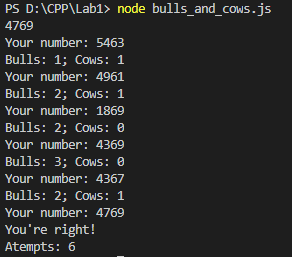 PS D:\CPP\Lab1> node bulls_and_cows.js
4769
Your number: 5463
Bulls: 1; Cows: 1
Your number: 4961
Bulls: 2; Cows: 1
Your number: 1869
Bulls: 2; Cows: 0
Your number: 4369
Bulls: 3; Cows: 0
Your number: 4367
Bulls: 2; Cows: 1
Your number: 4769
You're right!
Atempts: 6